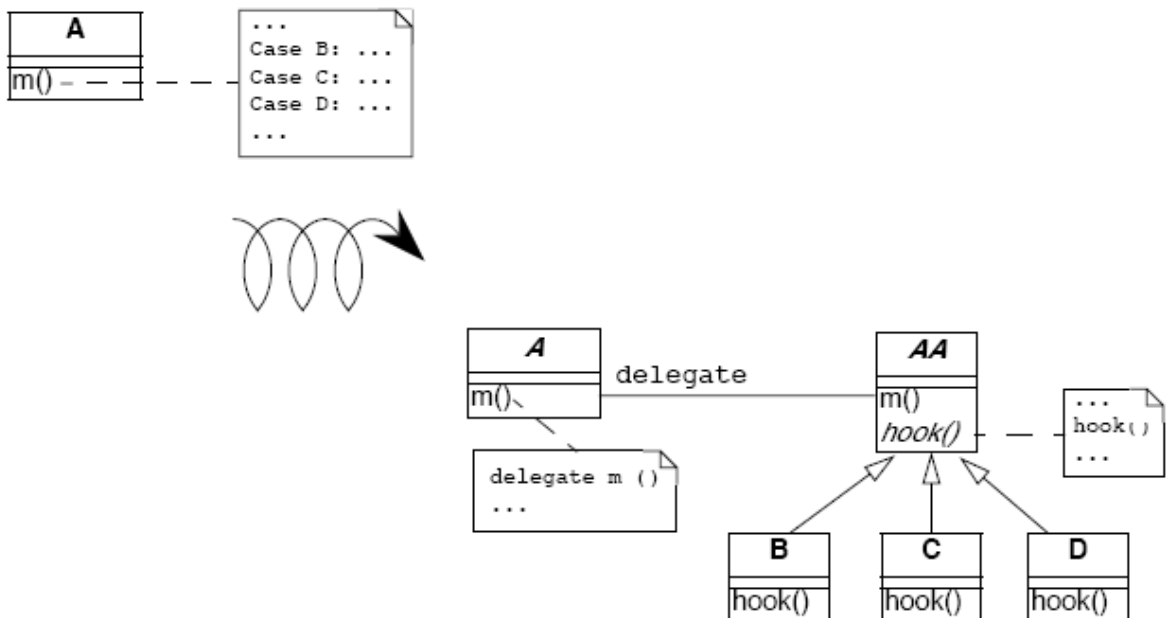 A
m()
...
Case B: ...
Case C: ...
Case D: ...
...
A
m()
delegate
AA
m()
hook()
...
hook()
...
delegate m ()
...
B
hook()
C
hook()
D
hook()